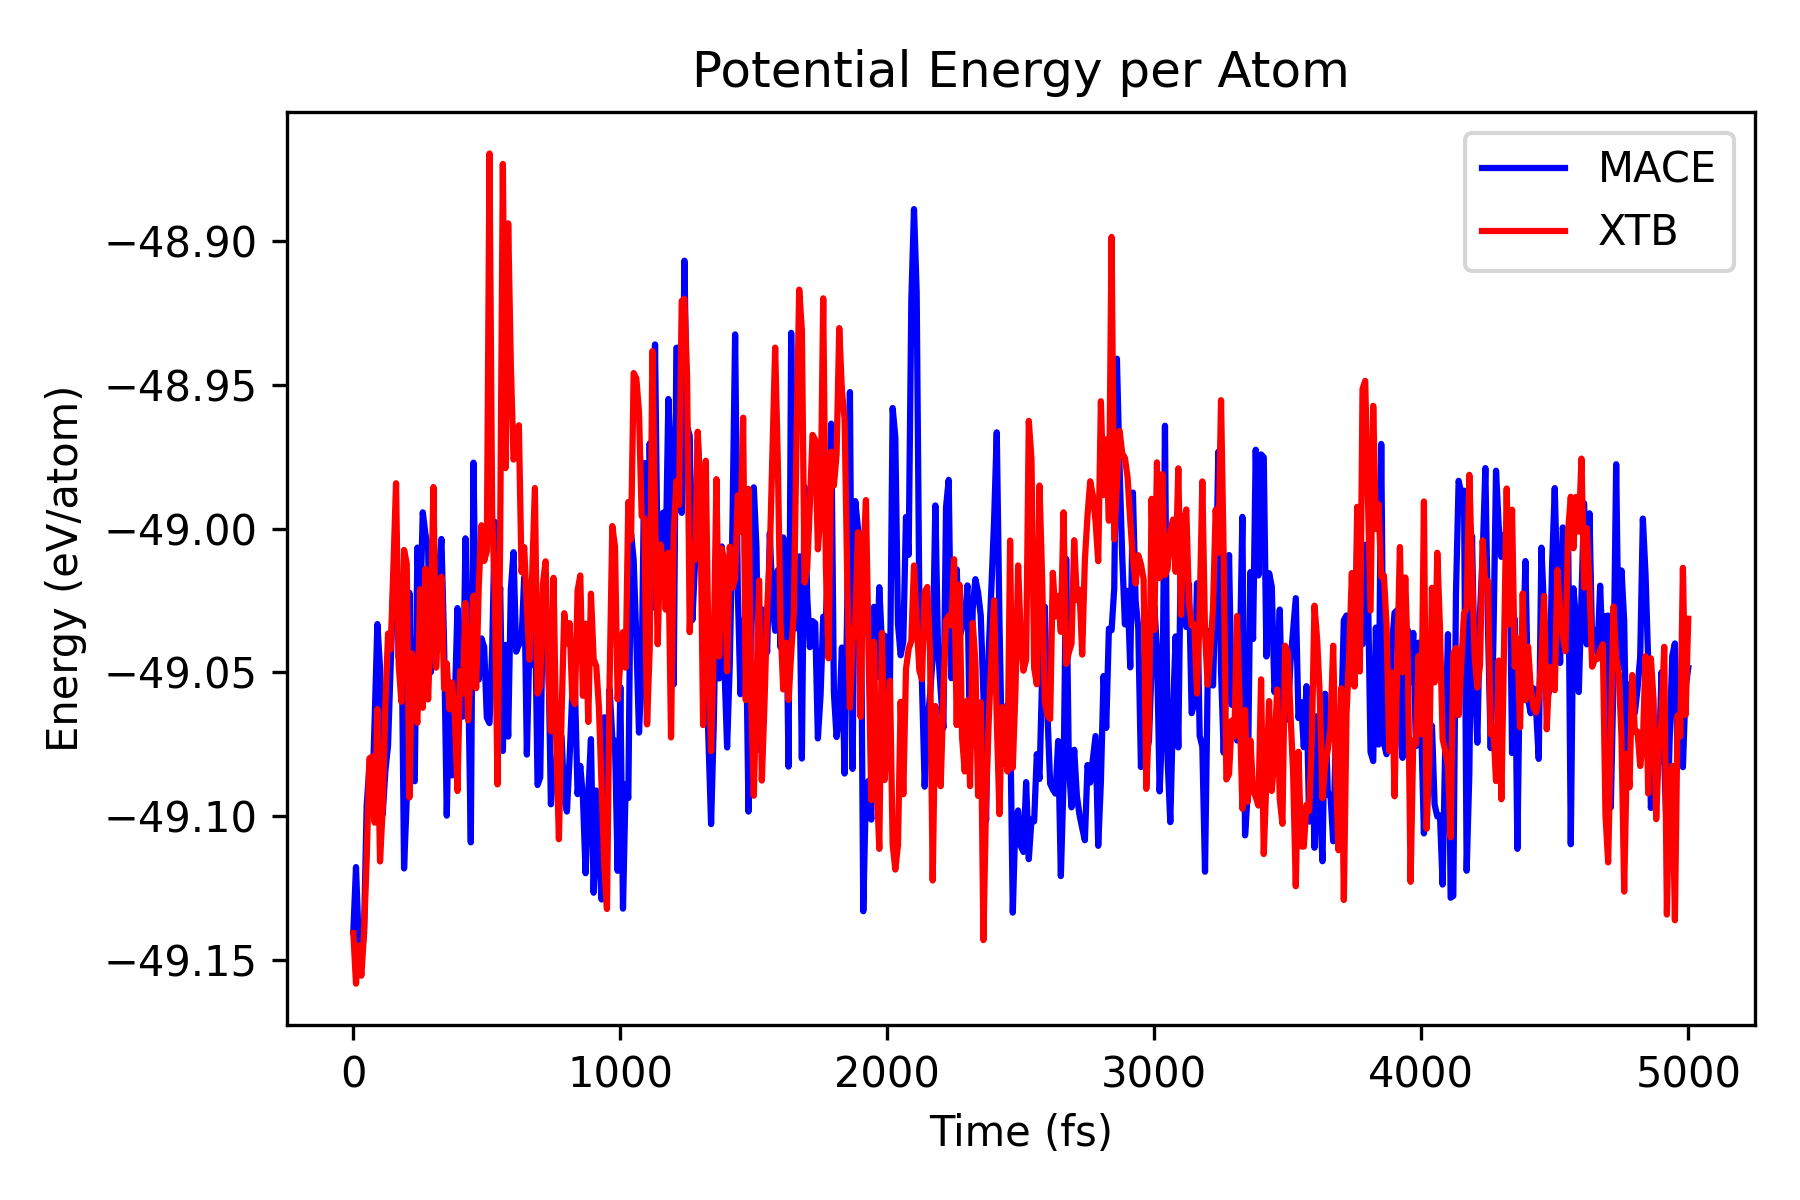 Potential Energy per Atom
MACE
XTB
Energy (eV/atom)
−48.90
−48.95
−49.00
−49.05
−49.10
−49.15
0 1000 2000 3000 4000 5000
Time (fs)